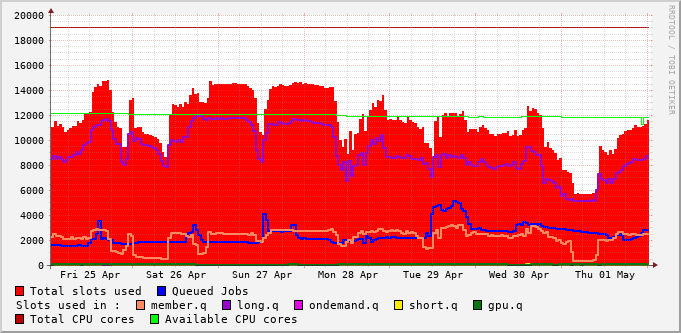 20000
18000
16000
14000
12000
10000
8000
6000
4000
2000
0
Fri 25 Apr Sat 26 Apr Sun 27 Apr Mon 28 Apr Tue 29 Apr Wed 30 Apr Thu 01 May
Total slots used Queued Jobs
Slots used in : member.q long.q ondemand.q short.q gpu.q
Total CPU cores Available CPU cores
RRDTOOL / TOBI OETIKER